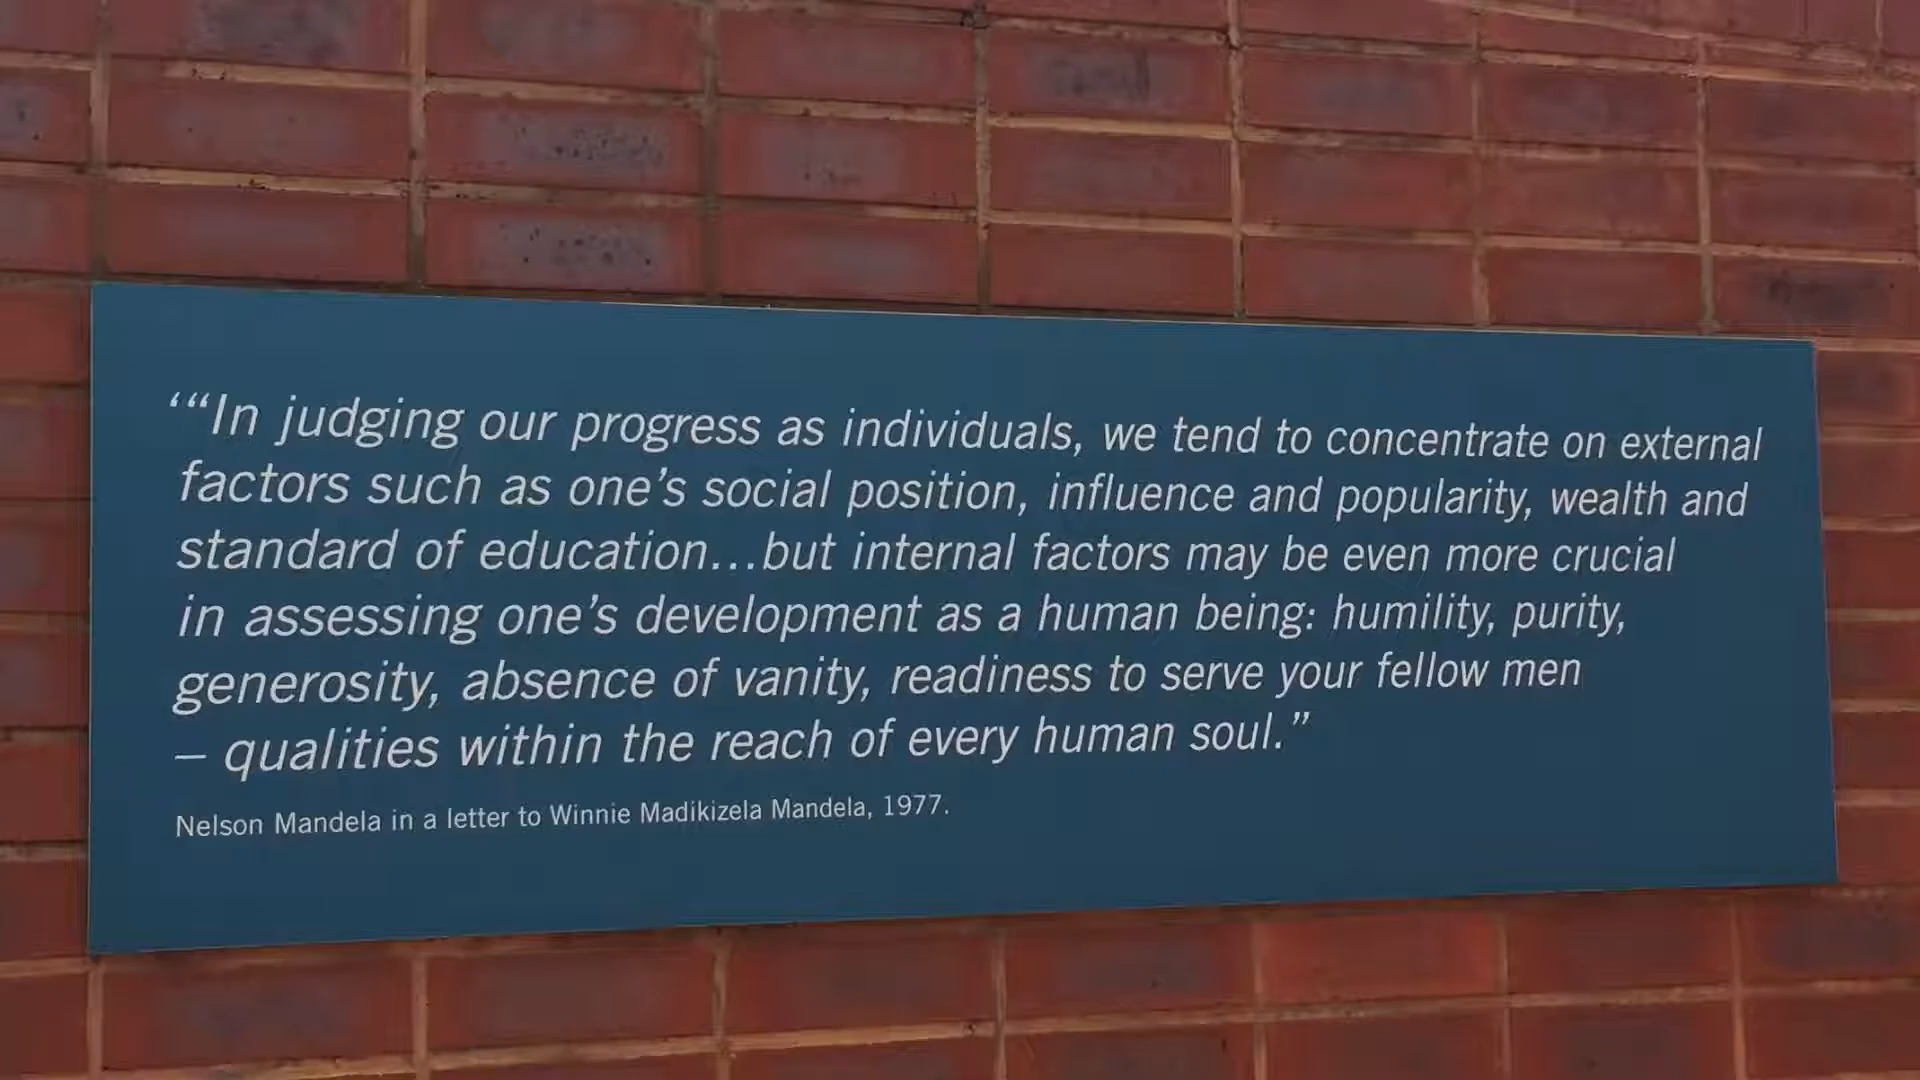 ‘“In judging our progress as individuals, we tend to concentrate on external
factors such as one’s social position, influence and popularity, wealth and
standard of education...but internal factors may be even more crucial
in assessing one’s development as a human being: humility, purity,
generosity, absence of vanity, readiness to serve your fellow men
– qualities within the reach of every human soul.”
Nelson Mandela in a letter to Winnie Madikizela Mandela, 1977.